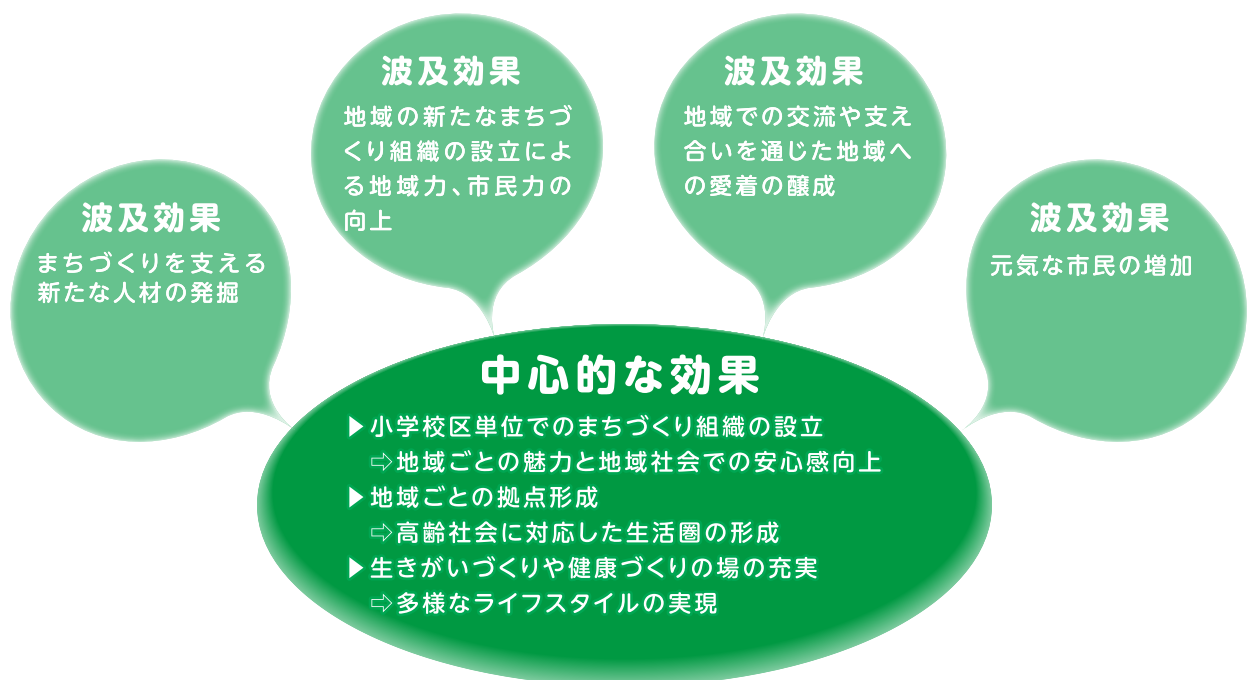 波及効果
まちづくりを支える
新たな人材の発掘
波及効果
地域の新たなまちづ
くり組織の設立によ
る地域力、市民力の
向上
波及効果
地域での交流や支え
合いを通じた地域へ
の愛着の醸成
波及効果
元気な市民の増加
中心的な効果
▶小学校区単位でのまちづくり組織の設立
⇨地域ごとの魅力と地域社会での安心感向上
▶地域ごとの拠点形成
⇨高齢社会に対応した生活圏の形成
▶生きがいづくりや健康づくりの場の充実
⇨多様なライフスタイルの実現